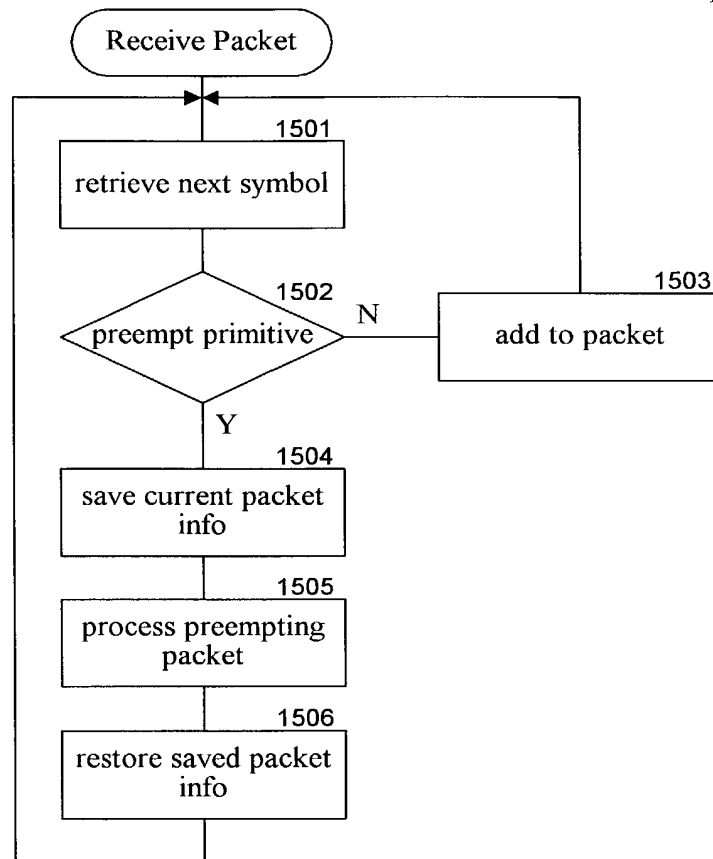 Receive Packet
1501
retrieve next symbol
1502
preempt primitive
N
1503
add to packet
Y
1504
save current packet
info
1505
process preempting
packet
1506
restore saved packet
info